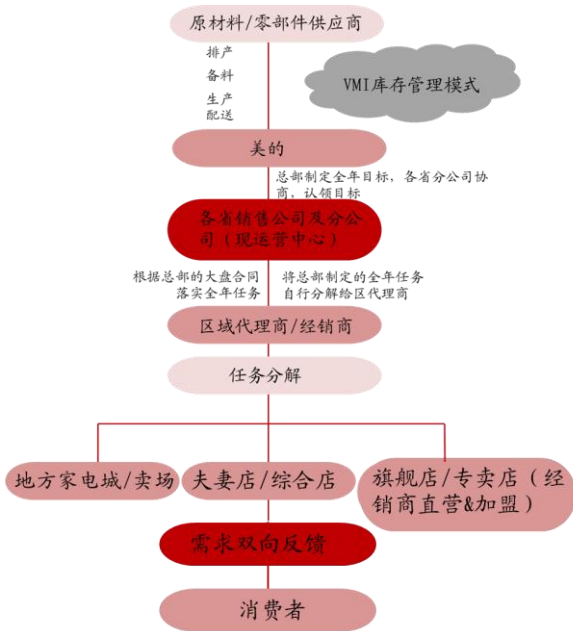 原材料/零部件供应商
排产
备料
生产
配送
VMI库存管理模式
美的
总部制定全年目标，各省分公司协
商，认领目标
各省销售公司及分公
司（现运营中心）
根据总部的大盘合同
落实全年任务
将总部制定的全年任务
自行分解给区代理商
区域代理商/经销商
任务分解
地方家电城/卖场
夫妻店/综合店
旗舰店/专卖店（经
销商直营&加盟）
需求双向反馈
消费者